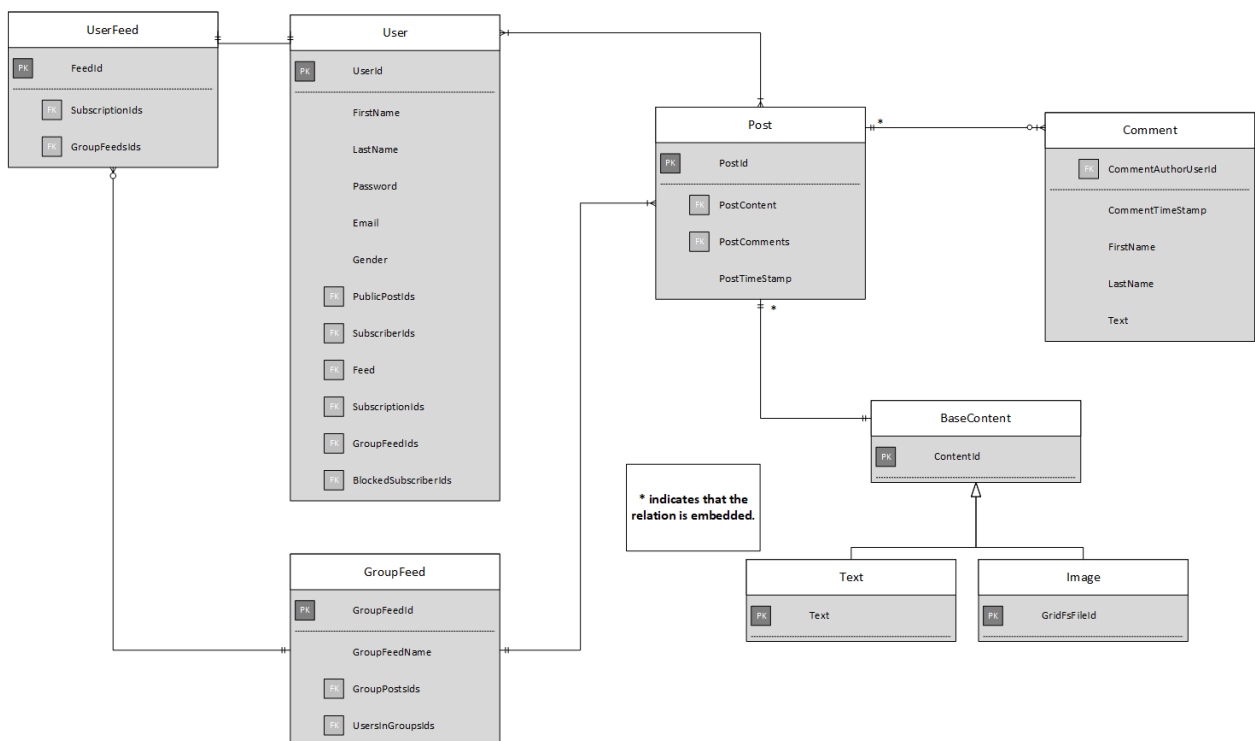 UserFeed
PK FeedId
FK SubscriptionIds
FK GroupFeedsIds
User
PK UserId
FirstName
LastName
Password
Email
Gender
FK PublicPostIds
FK SubscriberIds
FK Feed
FK SubscriptionIds
FK GroupFeedIds
FK BlockedSubscriberIds
Post
PK PostId
FK PostContent
FK PostComments
PostTimeStamp
*
*
Comment
FK CommentAuthorUserId
CommentTimeStamp
FirstName
LastName
Text
BaseContent
PK ContentId
* indicates that the
relation is embedded.
Text
PK Text
Image
PK GridFsFileId
GroupFeed
PK GroupFeedId
GroupFeedName
FK GroupPostsIds
FK UsersInGroupsIds